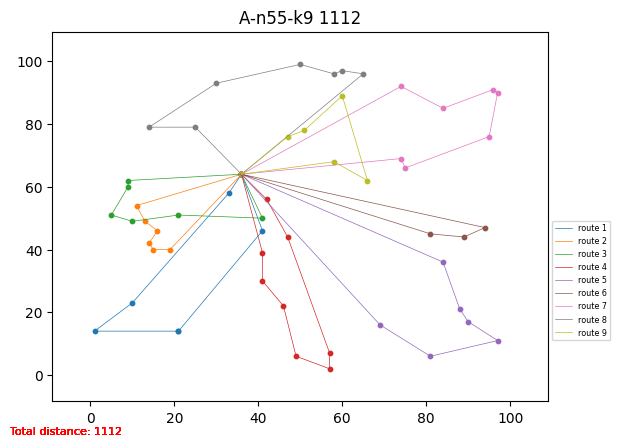 A-n55-k9 1112
100
80
60
40
20
0
0 20 40 60 80 100
route 1
route 2
route 3
route 4
route 5
route 6
route 7
route 8
route 9
Total distance: 1112